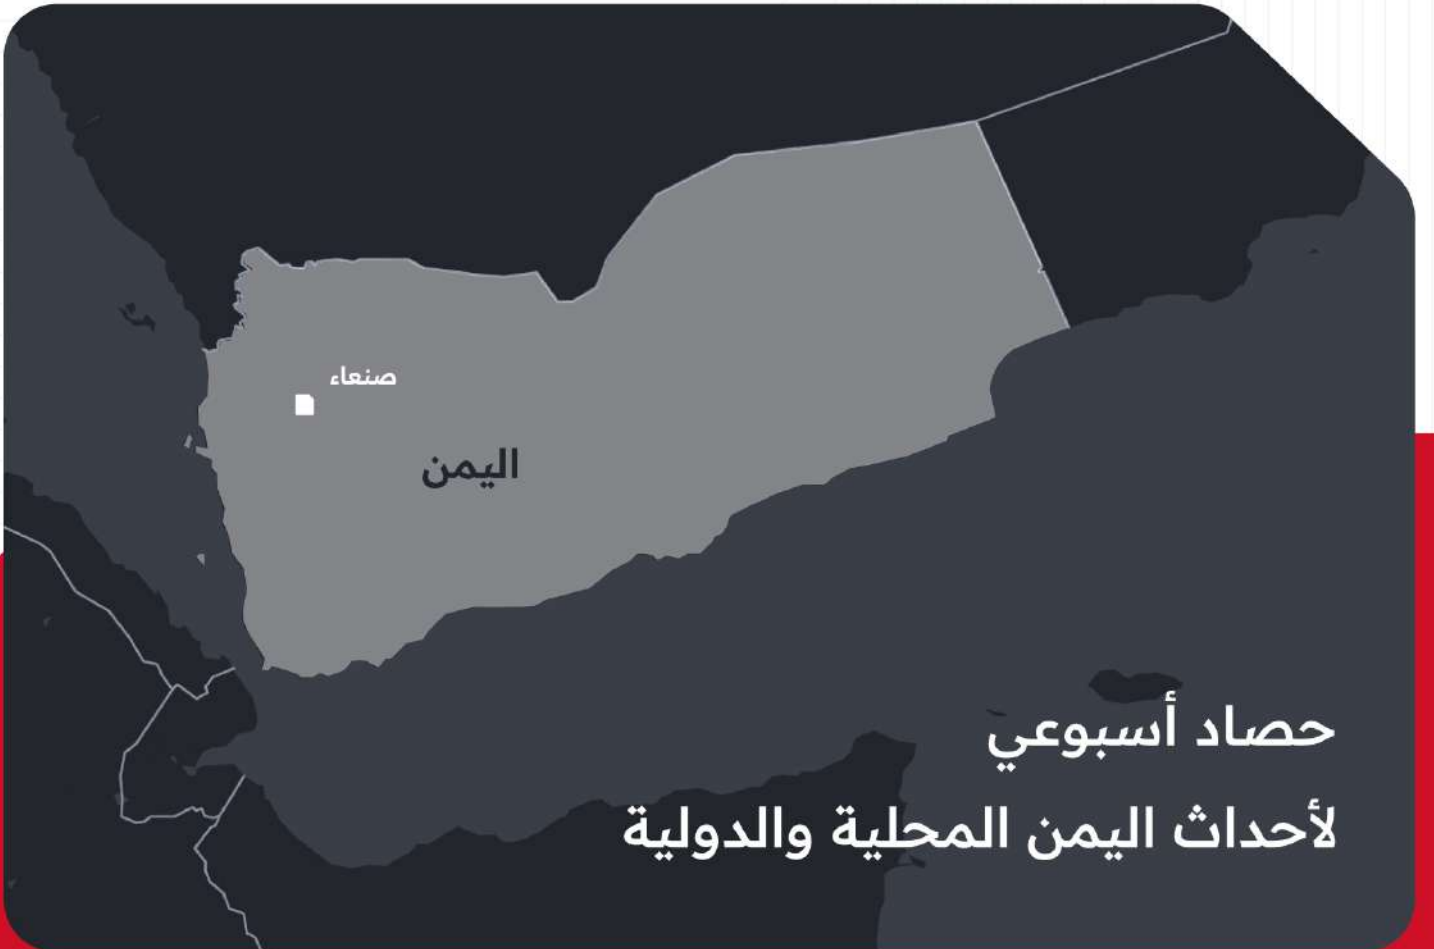 صنعاء
اليمن
حصاد أسبوعي
لأحداث اليمن المحلية والدولية